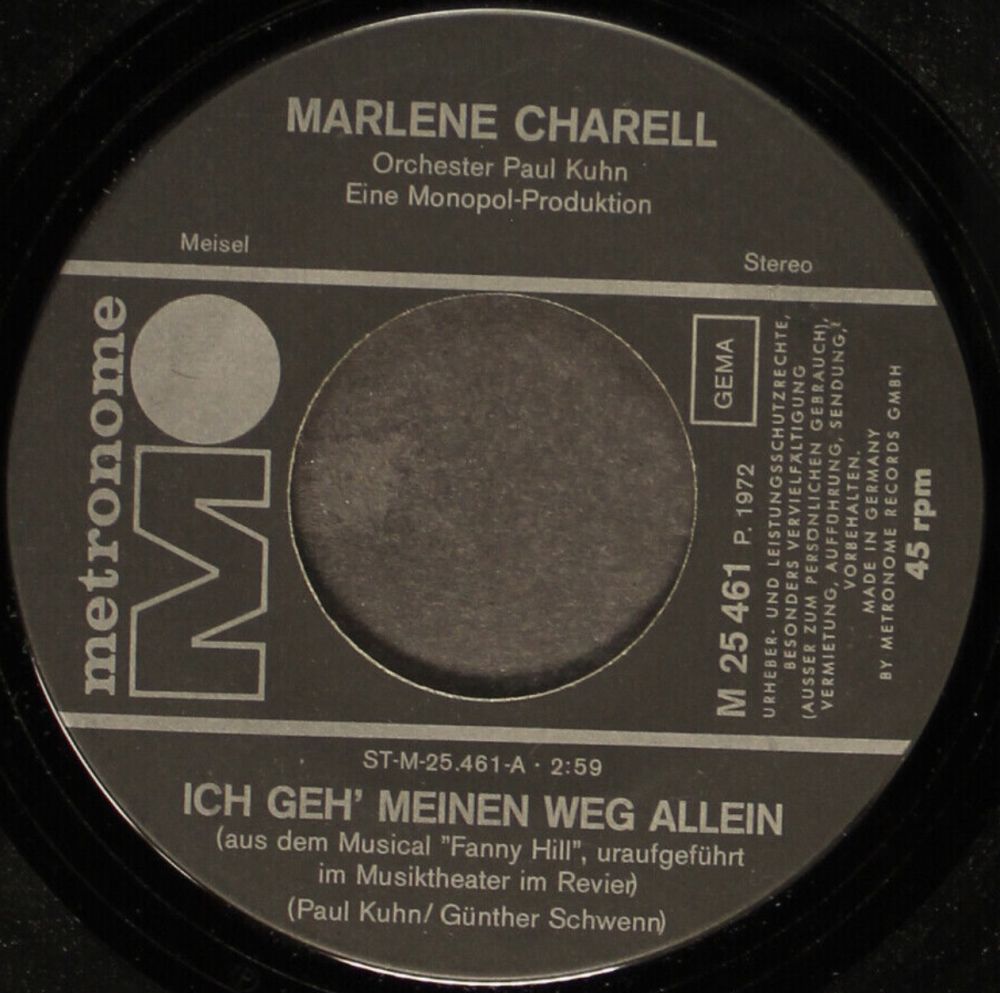 MARLENE CHARELL
Orchester Paul Kuhn
Eine Monopol-Produktion
Meisel
Stereo
metronome
M
GEMA
M 25 461 P. 1972
URHEBER- UND LEISTUNGSSCHUTZRECHTE,
BESONDERS VERVIELFÄLTIGUNG
(AUSSER ZUM PERSÖNLICHEN GEBRAUCH),
VERMIETUNG, AUFFÜHRUNG, SENDUNG,
VORBEHALTEN.
MADE IN GERMANY
BY METRONOME RECORDS GMBH
45 rpm
ST-M-25.461-A · 2:59
ICH GEH' MEINEN WEG ALLEIN
(aus dem Musical "Fanny Hill", uraufgeführt
im Musiktheater im Revier)
(Paul Kuhn/ Günther Schwenn)